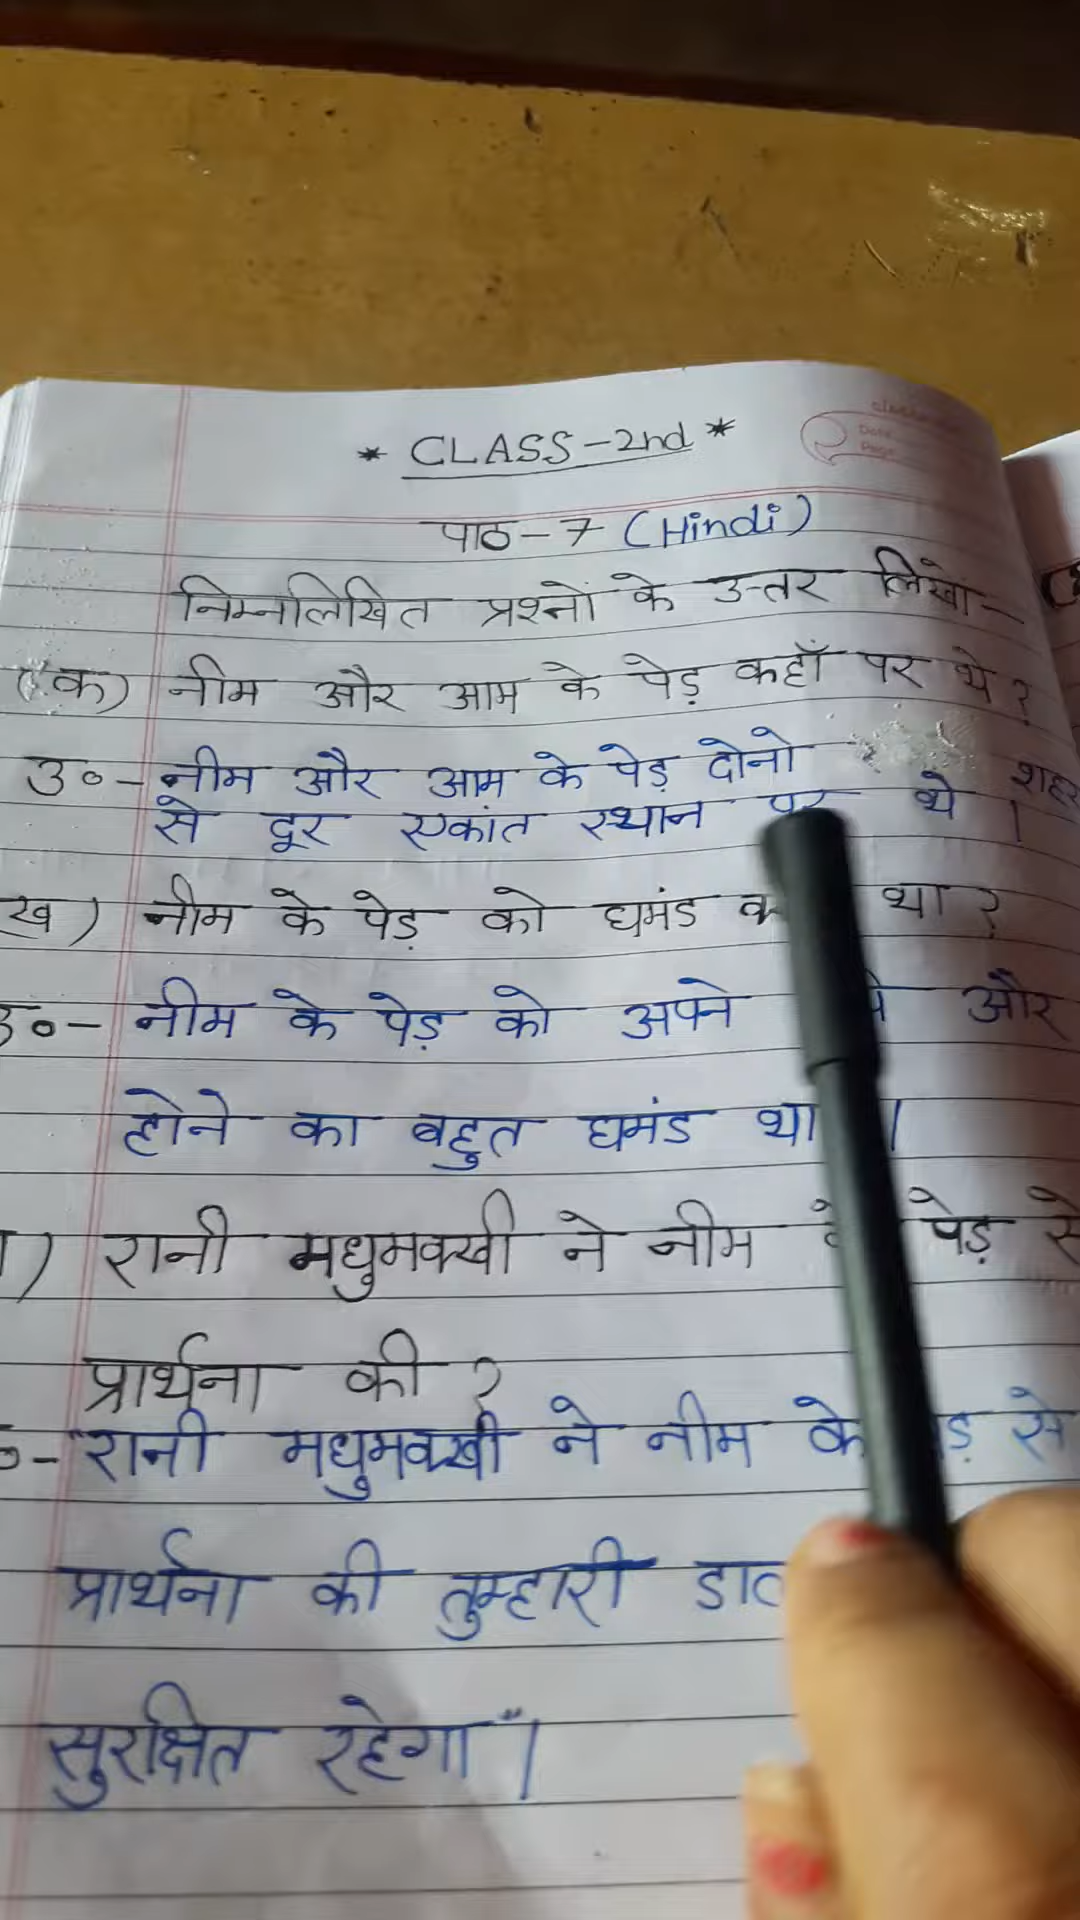 * CLASS-2nd *
पाठ-7 (Hindi)
निम्नलिखित प्रश्नों के उत्तर लिखो-
(क) नीम और आम के पेड़ कहाँ पर थे ?
उ०- नीम और आम के पेड़ दोनो शहर
से दूर एकांत स्थान पर थे ।
ख) नीम के पेड़ को घमंड था ?
उ०- नीम के पेड़ को अपने और
होने का बहुत घमंड था ।
) रानी मधुमक्खी ने नीम पेड़ से
प्रार्थना की ?
रानी मधुमक्खी ने नीम के से
प्रार्थना की तुम्हारी
सुरक्षित रहेगा"।